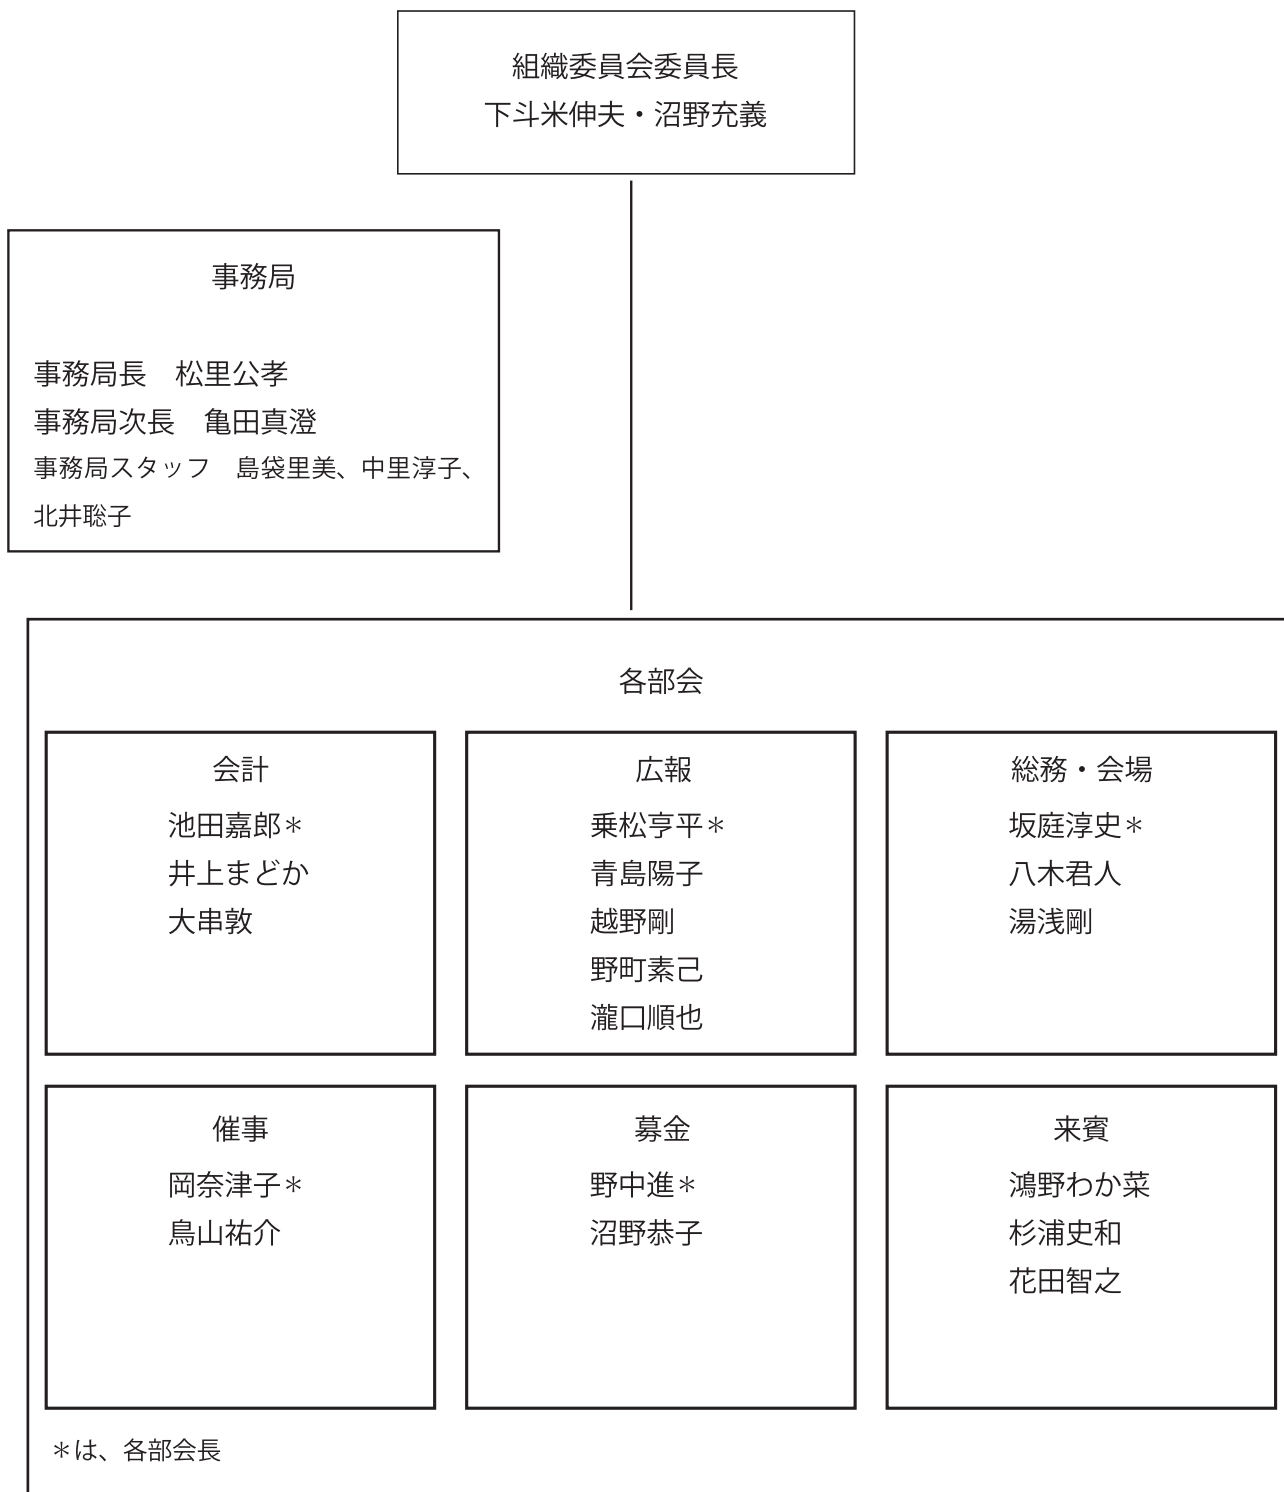 組織委員会委員長
下斗米伸夫・沼野充義
事務局
事務局長　松里公孝
事務局次長　亀田真澄
事務局スタッフ　島袋里美、中里淳子、
北井聡子
各部会
会計
池田嘉郎＊
井上まどか
大串敦
広報
乗松亨平＊
青島陽子
越野剛
野町素己
瀧口順也
総務・会場
坂庭淳史＊
八木君人
湯浅剛
催事
岡奈津子＊
鳥山祐介
募金
野中進＊
沼野恭子
来賓
鴻野わか菜
杉浦史和
花田智之
＊は、各部会長